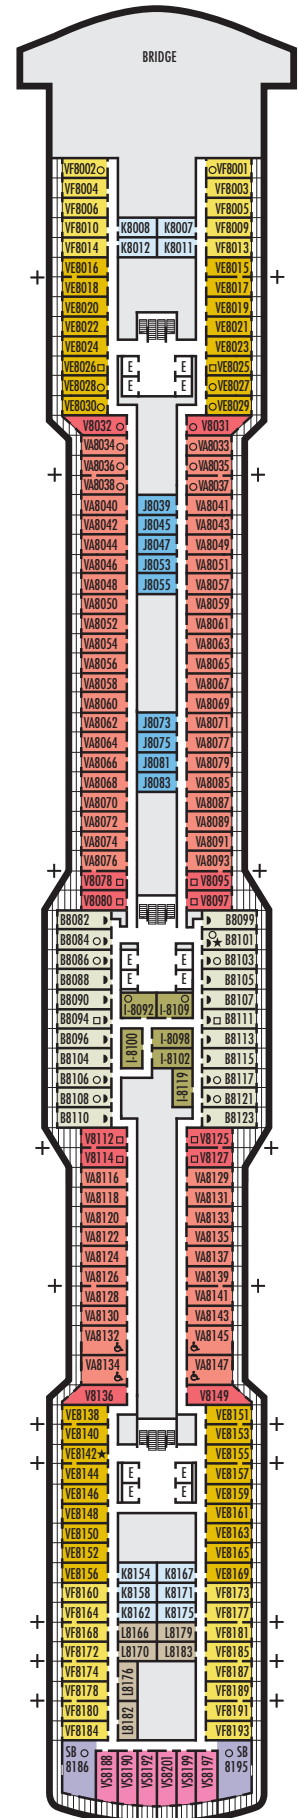 BRIDGE
VF8002 VF8001
VF8004 VF8003
VF8006 VF8005
VF8010 K8008 K8007 VF8009
VF8014 K8012 K8011 VF8013
VE8016 VE8015
VE8018 VE8017
VE8020 VE8019
VE8022 VE8021
VE8024 VE8023
VE8026 E E VE8025
VE8028 E E VE8027
VE8030 VE8029
V8032 V8031
VA8034 VA8033
VA8036 VA8035
VA8038 VA8037
VA8040 J8039 VA8041
VA8042 J8045 VA8043
VA8044 J8047 VA8049
VA8046 J8053 VA8051
VA8048 J8055 VA8057
VA8050 VA8059
VA8052 VA8061
VA8054 VA8063
VA8056 VA8065
VA8058 VA8067
VA8060 VA8069
VA8062 J8073 VA8071
VA8064 J8075 VA8077
VA8066 J8081 VA8079
VA8068 J8083 VA8085
VA8070 VA8087
VA8072 VA8089
VA8074 VA8091
VA8076 VA8093
V8078 V8095
V8080 V8097
B8082 B8099
B8084 B8101
B8086 E E B8103
B8088 E E B8105
B8090 I-8092 I-8109 B8107
B8094 B8111
B8096 I-8100 I-8098 B8113
B8104 I-8102 B8115
B8106 I-8119 B8117
B8108 B8121
B8110 B8123
V8112 V8125
V8114 V8127
VA8116 VA8129
VA8118 VA8131
VA8120 VA8133
VA8122 VA8135
VA8124 VA8137
VA8126 VA8139
VA8128 VA8141
VA8130 VA8143
VA8132 VA8145
VA8134 VA8147
V8136 V8149
VE8138 VE8151
VE8140 VE8153
VE8142 VE8155
VE8144 E E VE8157
VE8146 E E VE8159
VE8148 VE8161
VE8150 VE8163
VE8152 VE8165
VE8156 K8154 K8167 VE8169
VF8160 K8158 K8171 VF8173
VF8164 K8162 K8175 VF8177
VF8168 L8166 L8179 VF8181
VF8172 L8170 L8183 VF8185
VF8174 L8176 VF8187
VF8178 VF8189
VF8180 L8182 VF8191
VF8184 VF8193
SB 8186 VS8188 VS8190 VS8192 VS8201 VS8199 VS8197 SB 8195